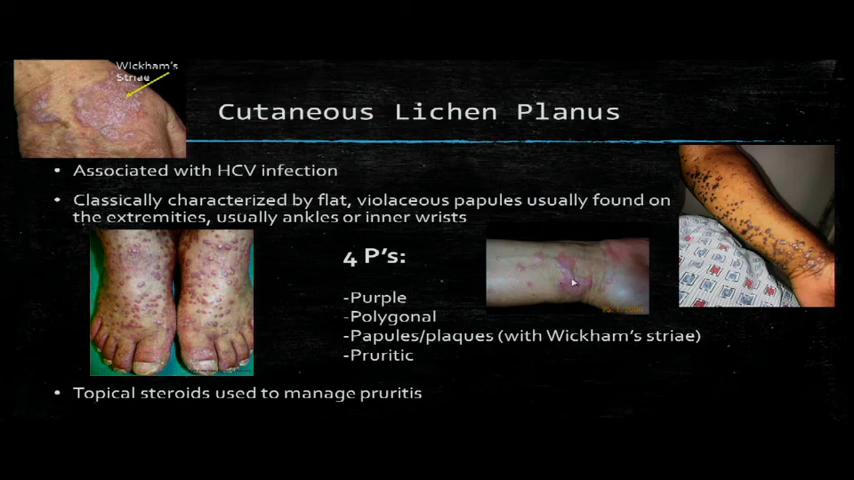 Wickham's
Striae
Cutaneous Lichen Planus
• Associated with HCV infection
• Classically characterized by flat, violaceous papules usually found on
the extremities, usually ankles or inner wrists
4 P's:
-Purple
-Polygonal
-Papules/plaques (with Wickham's striae)
-Pruritic
• Topical steroids used to manage pruritis